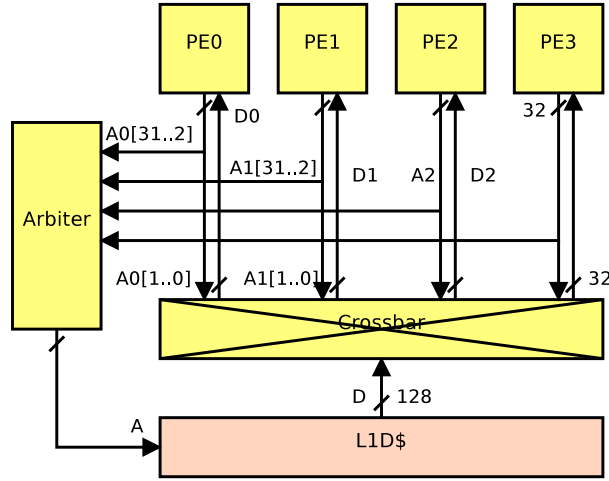 PE0
PE1
PE2
PE3
D0
32
A0[31..2]
A1[31..2]
D1
A2
D2
Arbiter
A0[1..0]
A1[1..0]
32
Crossbar
D
128
A
L1D$